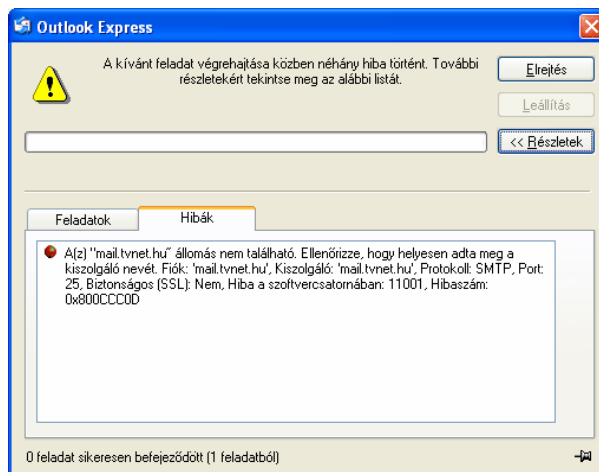 Outlook Express
A kívánt feladat végrehajtása közben néhány hiba történt. További
részletekért tekintse meg az alábbi listát.
Elrejtés
Leállítás
<< Részletek
Feladatok
Hibák
A(z) "mail.tvnet.hu" állomás nem található. Ellenőrizze, hogy helyesen adta meg a
kiszolgáló nevét. Fiók: 'mail.tvnet.hu', Kiszolgáló: 'mail.tvnet.hu', Protokoll: SMTP, Port:
25, Biztonságos (SSL): Nem, Hiba a szoftvercsatornában: 11001, Hibaszám:
0x800CCC0D
0 feladat sikeresen befejeződött (1 feladatból)